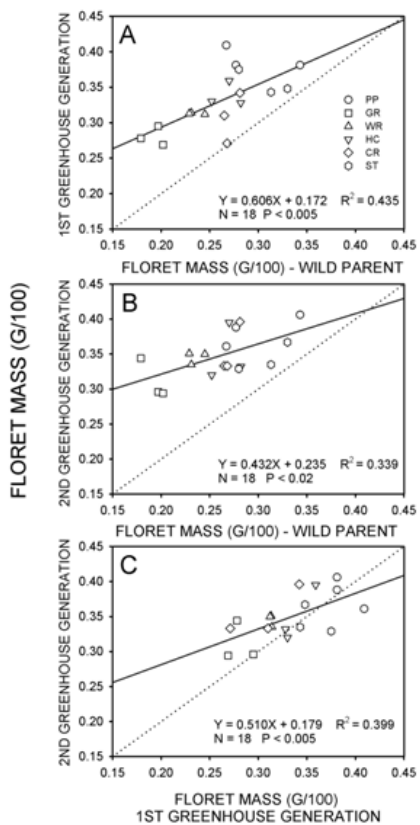 FLORET MASS (G/100)
A
1ST GREENHOUSE GENERATION
0.45
0.40
0.35
0.30
0.25
0.20
0.15
PP
GR
WR
HC
CR
ST
Y = 0.606X + 0.172 R² = 0.435
N = 18 P < 0.005
0.15 0.20 0.25 0.30 0.35 0.40 0.45
FLORET MASS (G/100) - WILD PARENT
B
2ND GREENHOUSE GENERATION
0.45
0.40
0.35
0.30
0.25
0.20
0.15
Y = 0.432X + 0.235 R² = 0.339
N = 18 P < 0.02
0.15 0.20 0.25 0.30 0.35 0.40 0.45
FLORET MASS (G/100) - WILD PARENT
C
2ND GREENHOUSE GENERATION
0.45
0.40
0.35
0.30
0.25
0.20
0.15
Y = 0.510X + 0.179 R² = 0.399
N = 18 P < 0.005
0.15 0.20 0.25 0.30 0.35 0.40 0.45
FLORET MASS (G/100)
1ST GREENHOUSE GENERATION